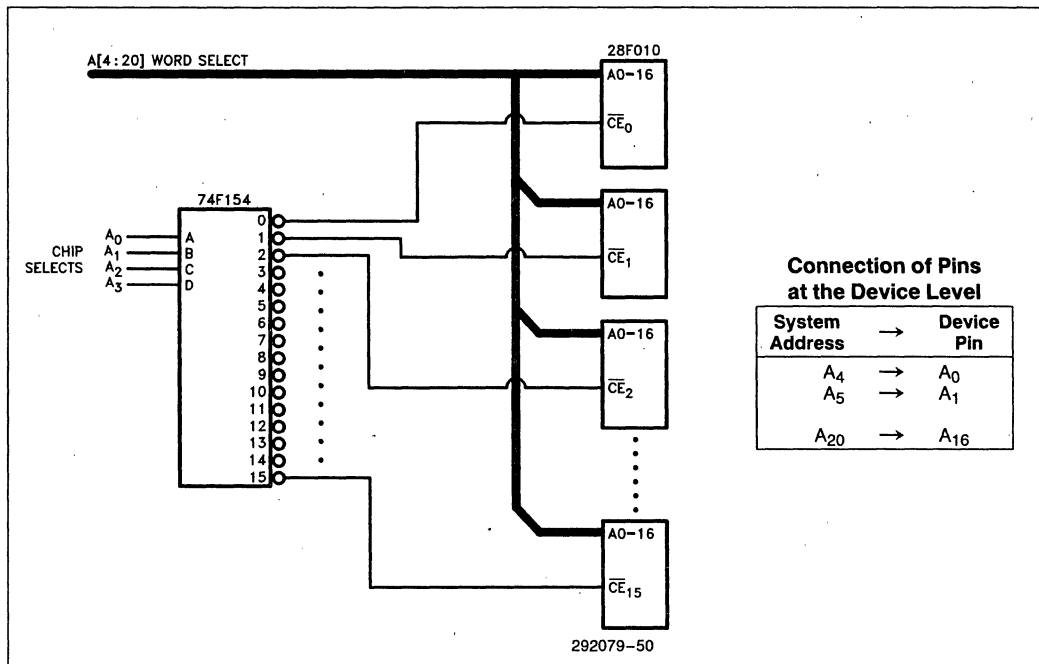 A[4:20] WORD SELECT
28F010
A0-16
CE0
74F154
CHIP SELECTS
A0 A
A1 B
A2 C
A3 D
0
1
2
3
4
5
6
7
8
9
10
11
12
13
14
15
A0-16
CE1
A0-16
CE2
A0-16
CE15
292079-50
Connection of Pins
at the Device Level
System Address → Device Pin
A4 → A0
A5 → A1
A20 → A16